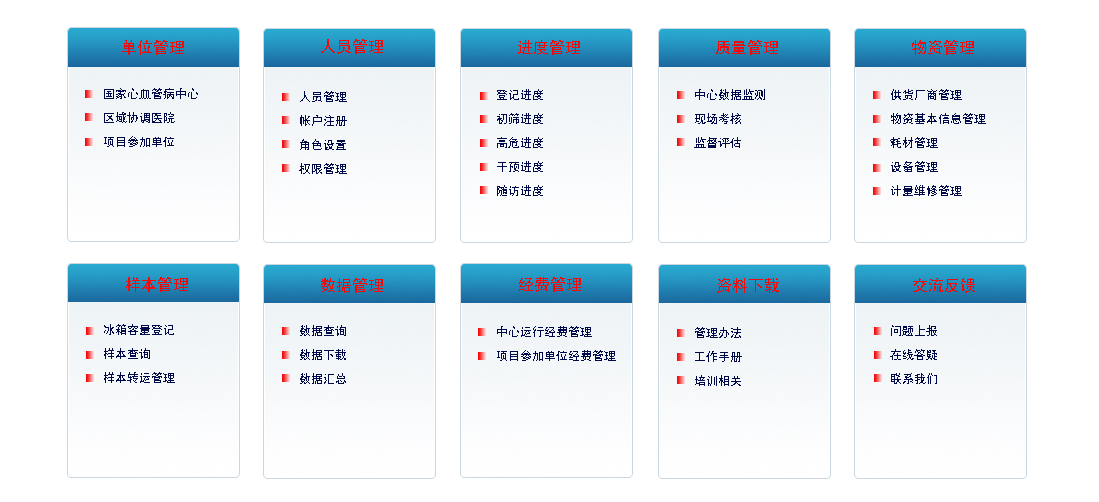 单位管理
国家心血管病中心
区域协调医院
项目参加单位
人员管理
人员管理
帐户注册
角色设置
权限管理
进度管理
登记进度
初筛进度
高危进度
干预进度
随访进度
质量管理
中心数据监测
现场考核
监督评估
物资管理
供货厂商管理
物资基本信息管理
耗材管理
设备管理
计量维修管理
样本管理
冰箱容量登记
样本查询
样本转运管理
数据管理
数据查询
数据下载
数据汇总
经费管理
中心运行经费管理
项目参加单位经费管理
资料下载
管理办法
工作手册
培训相关
交流反馈
问题上报
在线答疑
联系我们